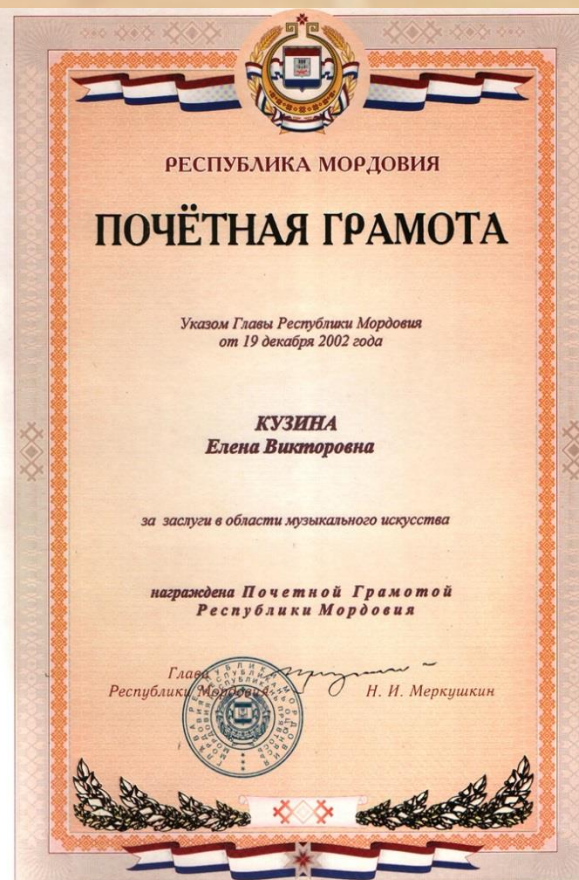 РЕСПУБЛИКА МОРДОВИЯ
ПОЧЁТНАЯ ГРАМОТА
Указом Главы Республики Мордовия
от 19 декабря 2002 года
КУЗИНА
Елена Викторовна
за заслуги в области музыкального искусства
награждена Почетной Грамотой
Республики Мордовия
Глава
Республики Мордовия Н. И. Меркушкин